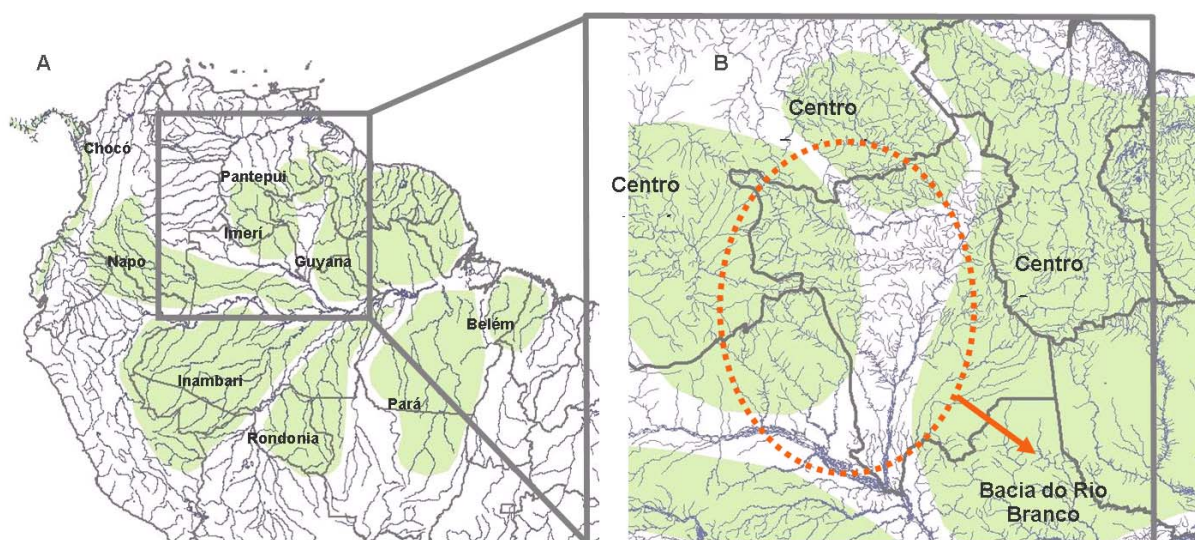 A
Chocó
Pantepui
Imerí
Napo
Guyana
Belém
Inambari
Pará
Rondonia
B
Centro
Centro
Centro
Bacia do Rio
Branco